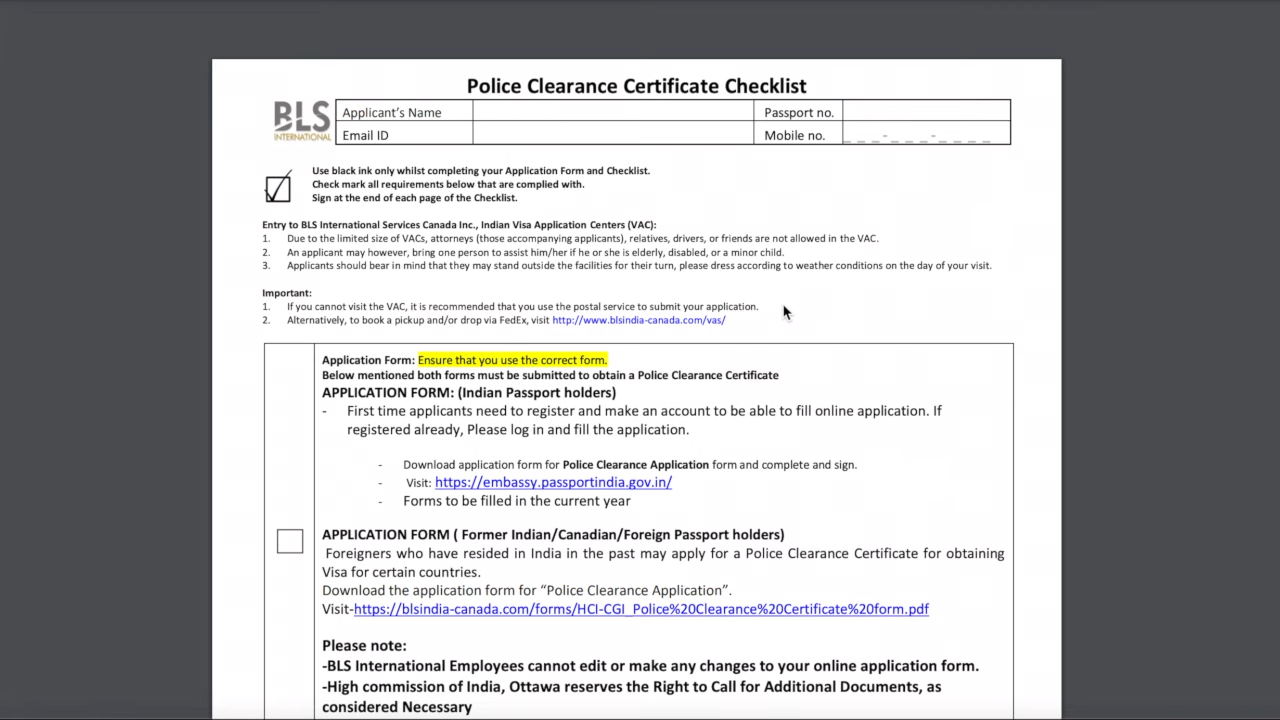 Police Clearance Certificate Checklist
BLS
INTERNATIONAL
Applicant's Name
Passport no.
Email ID
Mobile no.
_ _ _-_ _ _-_ _ _ _
Use black ink only whilst completing your Application Form and Checklist.
Check mark all requirements below that are complied with.
Sign at the end of each page of the Checklist.
Entry to BLS International Services Canada Inc., Indian Visa Application Centers (VAC):
1. Due to the limited size of VACs, attorneys (those accompanying applicants), relatives, drivers, or friends are not allowed in the VAC.
2. An applicant may however, bring one person to assist him/her if he or she is elderly, disabled, or a minor child.
3. Applicants should bear in mind that they may stand outside the facilities for their turn, please dress according to weather conditions on the day of your visit.
Important:
1. If you cannot visit the VAC, it is recommended that you use the postal service to submit your application.
2. Alternatively, to book a pickup and/or drop via FedEx, visit http://www.blsindia-canada.com/vas/
Application Form: Ensure that you use the correct form.
Below mentioned both forms must be submitted to obtain a Police Clearance Certificate
APPLICATION FORM: (Indian Passport holders)
- First time applicants need to register and make an account to be able to fill online application. If
registered already, Please log in and fill the application.
- Download application form for Police Clearance Application form and complete and sign.
- Visit: https://embassy.passportindia.gov.in/
- Forms to be filled in the current year
APPLICATION FORM ( Former Indian/Canadian/Foreign Passport holders)
Foreigners who have resided in India in the past may apply for a Police Clearance Certificate for obtaining
Visa for certain countries.
Download the application form for “Police Clearance Application”.
Visit-https://blsindia-canada.com/forms/HCI-CGI_Police%20Clearance%20Certificate%20form.pdf
Please note:
-BLS International Employees cannot edit or make any changes to your online application form.
-High commission of India, Ottawa reserves the Right to Call for Additional Documents, as
considered Necessary